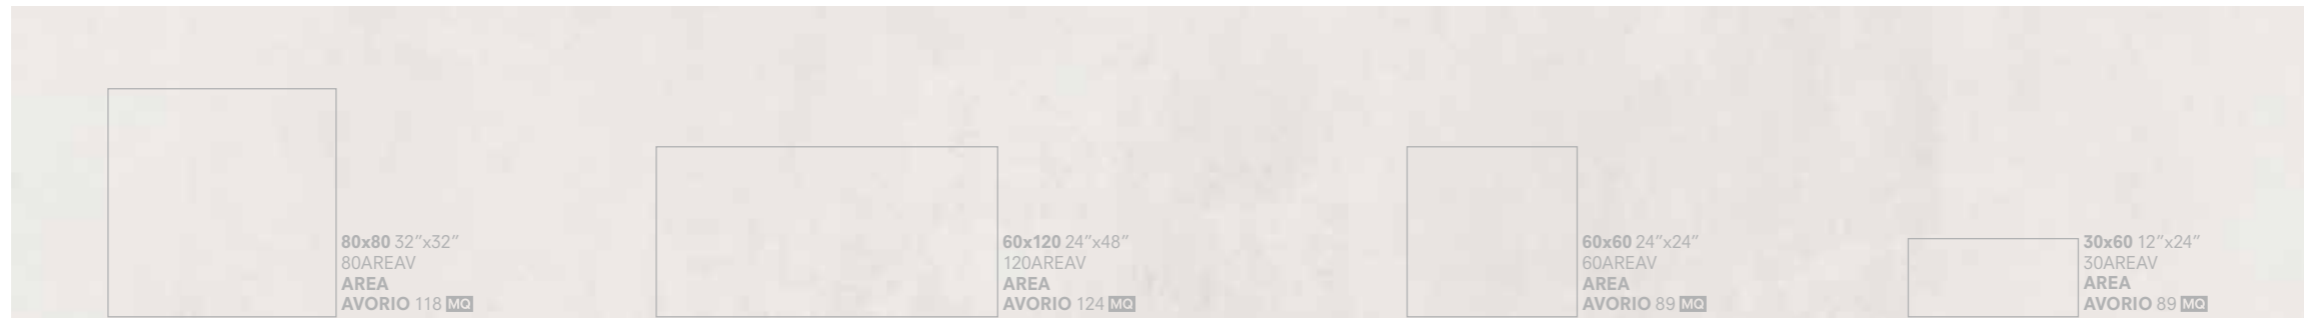 80x80 32″x32″
80AREAV
AREA
AVORIO 118 MQ
60x120 24″x48″
120AREAV
AREA
AVORIO 124 MQ
60x60 24″x24″
60AREAV
AREA
AVORIO 89 MQ
30x60 12″x24″
30AREAV
AREA
AVORIO 89 MQ